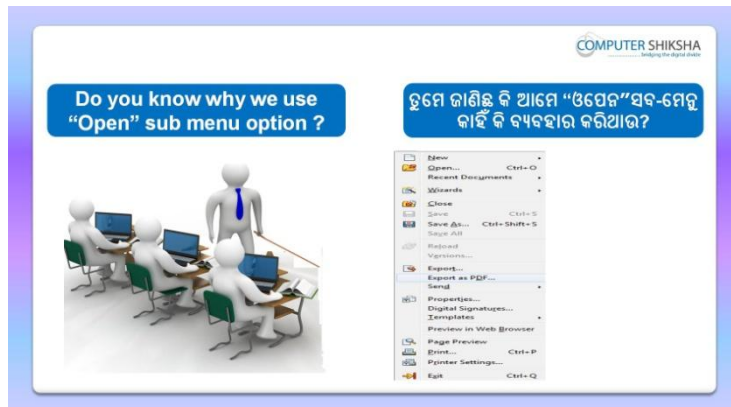 COMPUTER SHIKSHA
bridging the digital divide
Do you know why we use
“Open” sub menu option ?
ତୁମେ ଜାଣିଛ କି ଆମେ “ଓପେନ”ସବ-ମେନୁ
କାହିଁ କି ବ୍ୟବହାର କରିଥାଉ?
New
Open... Ctrl+O
Recent Documents
Wizards
Close
Save Ctrl+S
Save As... Ctrl+Shift+S
Save All
Reload
Versions...
Export...
Export as PDF...
Send
Properties...
Digital Signatures...
Templates
Preview in Web Browser
Page Preview
Print... Ctrl+P
Printer Settings...
Exit Ctrl+Q